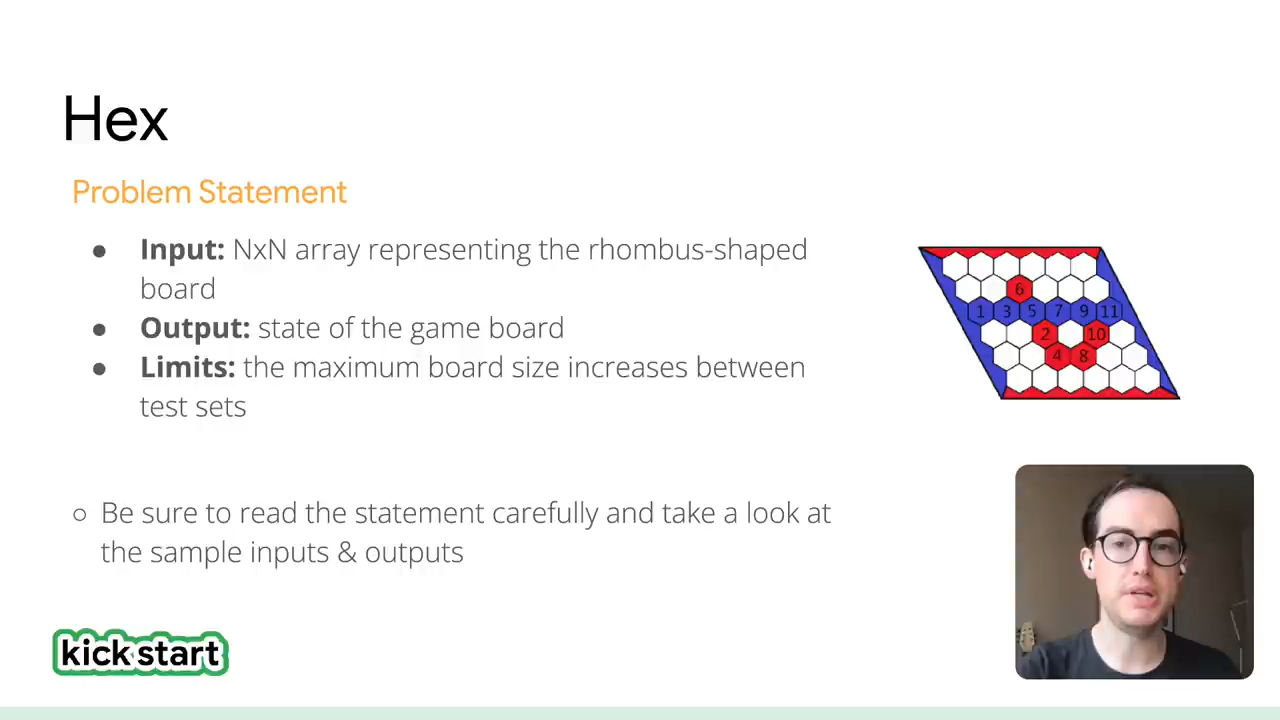 Hex
Problem Statement
● Input: NxN array representing the rhombus-shaped
board
● Output: state of the game board
● Limits: the maximum board size increases between
test sets
○ Be sure to read the statement carefully and take a look at
the sample inputs & outputs
6
1 3 5 7 9 11
2 10
4 8
kick start